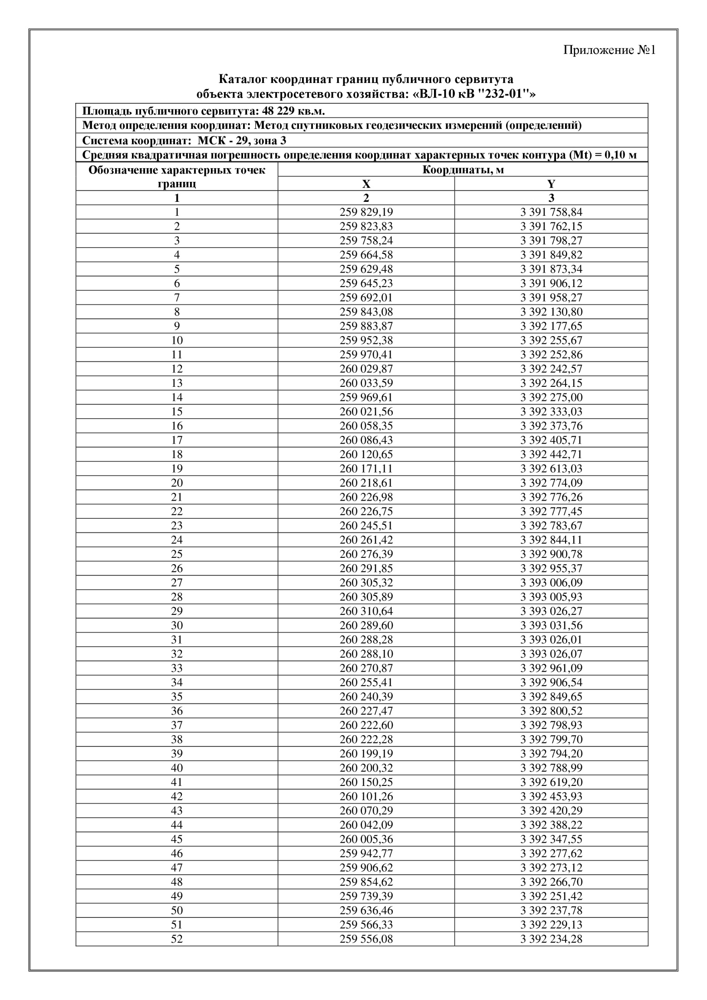 Приложение №1
Каталог координат границ публичного сервитута
объекта электросетевого хозяйства: «ВЛ-10 кВ "232-01"»
Площадь публичного сервитута: 48 229 кв.м.
Метод определения координат: Метод спутниковых геодезических измерений (определений)
Система координат: МСК - 29, зона 3
Средняя квадратичная погрешность определения координат характерных точек контура (Mt) = 0,10 м
Обозначение характерных точек границ Координаты, м
X Y
1 2 3
1 259 829,19 3 391 758,84
2 259 823,83 3 391 762,15
3 259 758,24 3 391 798,27
4 259 664,58 3 391 849,82
5 259 629,48 3 391 873,34
6 259 645,23 3 391 906,12
7 259 692,01 3 391 958,27
8 259 843,08 3 392 130,80
9 259 883,87 3 392 177,65
10 259 952,38 3 392 255,67
11 259 970,41 3 392 252,86
12 260 029,87 3 392 242,57
13 260 033,59 3 392 264,15
14 259 969,61 3 392 275,00
15 260 021,56 3 392 333,03
16 260 058,35 3 392 373,76
17 260 086,43 3 392 405,71
18 260 120,65 3 392 442,71
19 260 171,11 3 392 613,03
20 260 218,61 3 392 774,09
21 260 226,98 3 392 776,26
22 260 226,75 3 392 777,45
23 260 245,51 3 392 783,67
24 260 261,42 3 392 844,11
25 260 276,39 3 392 900,78
26 260 291,85 3 392 955,37
27 260 305,32 3 393 006,09
28 260 305,89 3 393 005,93
29 260 310,64 3 393 026,27
30 260 289,60 3 393 031,56
31 260 288,28 3 393 026,01
32 260 288,10 3 393 026,07
33 260 270,87 3 392 961,09
34 260 255,41 3 392 906,54
35 260 240,39 3 392 849,65
36 260 227,47 3 392 800,52
37 260 222,60 3 392 798,93
38 260 222,28 3 392 799,70
39 260 199,19 3 392 794,20
40 260 200,32 3 392 788,99
41 260 150,25 3 392 619,20
42 260 101,26 3 392 453,93
43 260 070,29 3 392 420,29
44 260 042,09 3 392 388,22
45 260 005,36 3 392 347,55
46 259 942,77 3 392 277,62
47 259 906,62 3 392 273,12
48 259 854,62 3 392 266,70
49 259 739,39 3 392 251,42
50 259 636,46 3 392 237,78
51 259 566,33 3 392 229,13
52 259 556,08 3 392 234,28